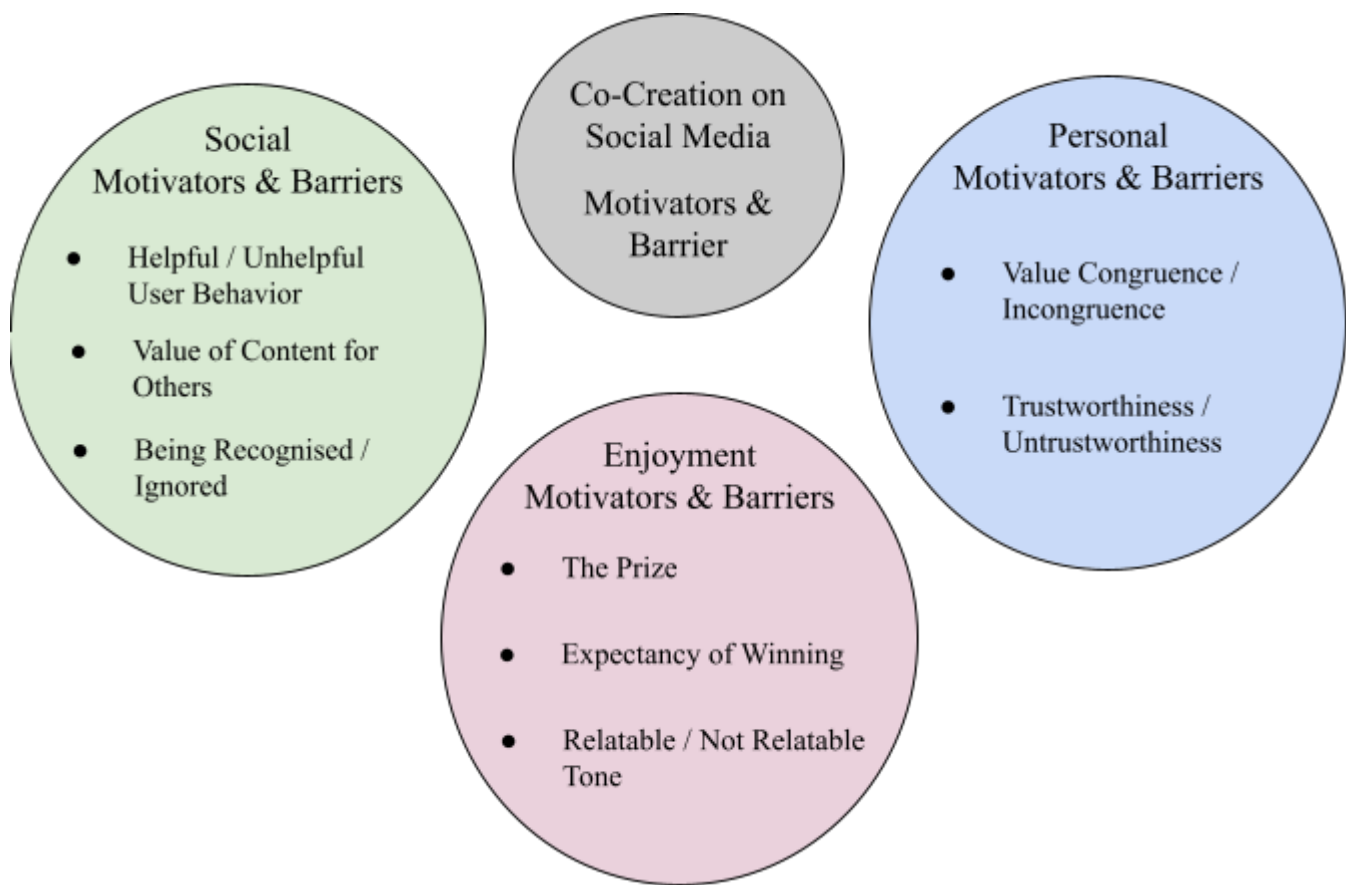 Co-Creation on
Social Media
Motivators &
Barrier
Social
Motivators & Barriers
● Helpful / Unhelpful
User Behavior
● Value of Content for
Others
● Being Recognised /
Ignored
Enjoyment
Motivators & Barriers
● The Prize
● Expectancy of Winning
● Relatable / Not Relatable
Tone
Personal
Motivators & Barriers
● Value Congruence /
Incongruence
● Trustworthiness /
Untrustworthiness